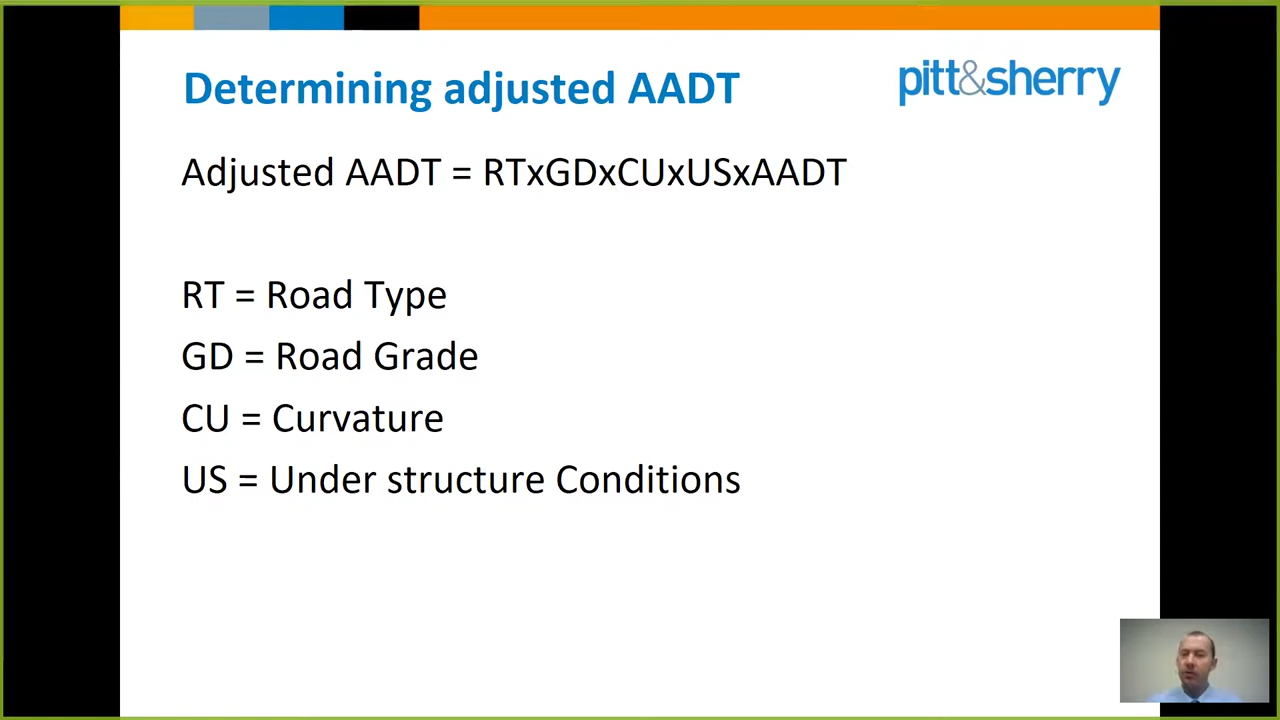 Determining adjusted AADT
pitt&sherry
Adjusted AADT = RTxGDxCUxUSxAADT
RT = Road Type
GD = Road Grade
CU = Curvature
US = Under structure Conditions